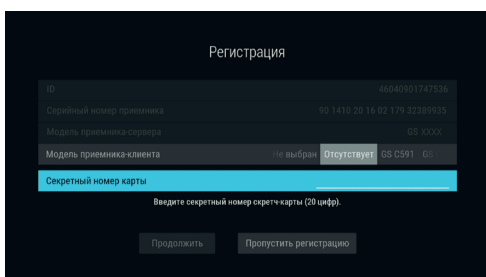 Регистрация
ID 46040901747536
Серийный номер приемника 90 1410 20 16 02 179 32389935
Модель приемника-сервера GS XXXX
Модель приемника-клиента Не выбран Отсутствует GS C591 GS
Секретный номер карты
Введите секретный номер скретч-карты (20 цифр).
Продолжить Пропустить регистрацию